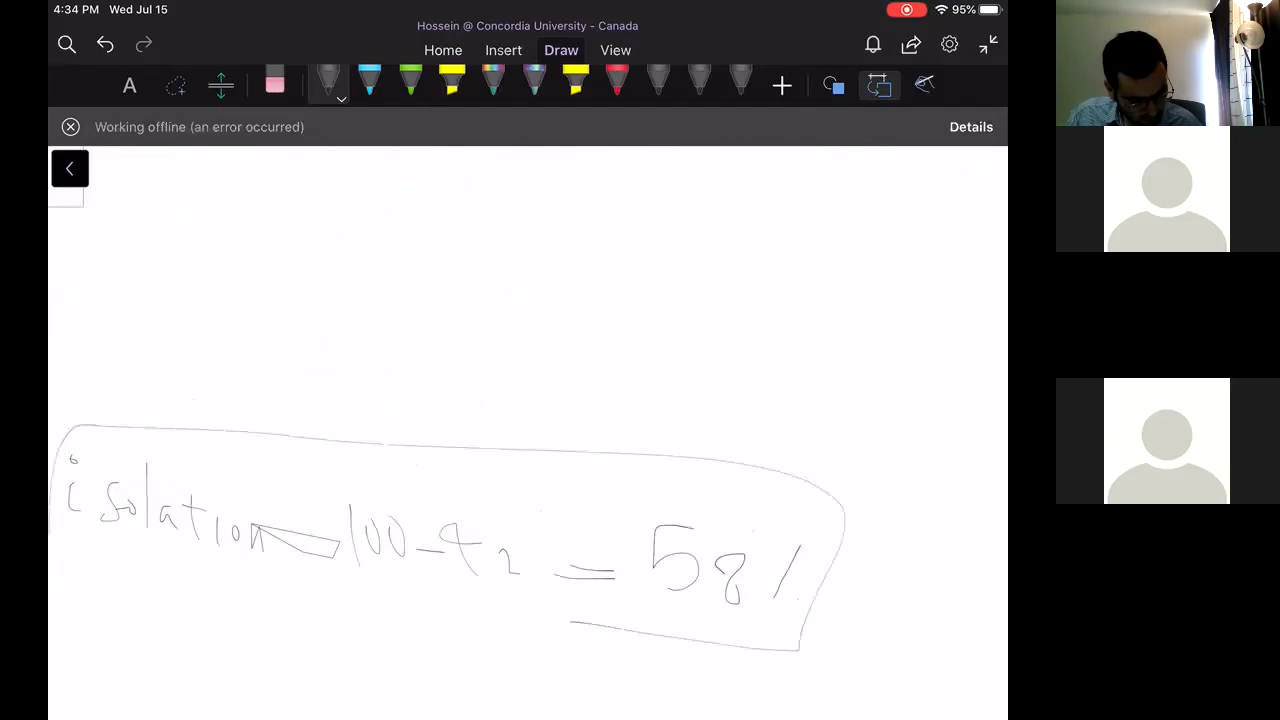 4:34 PM Wed Jul 15
95%
Hossein @ Concordia University - Canada
Home Insert Draw View
A
Working offline (an error occurred)
Details
isolation = 100 - 42 = 58%